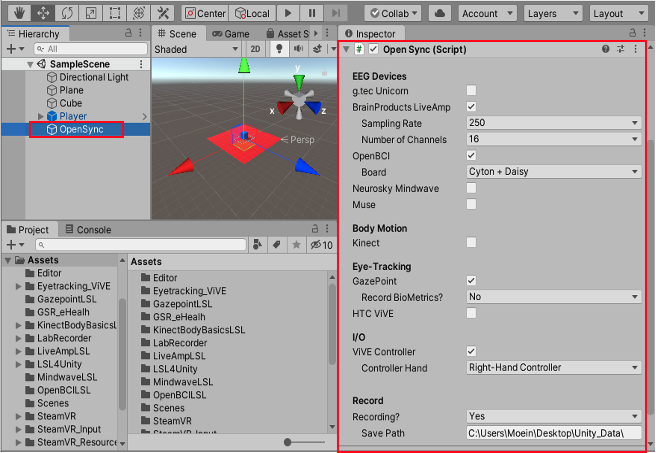 Center Local Collab Account Layers Layout
Hierarchy
All
SampleScene
Directional Light
Plane
Cube
Player
OpenSync
Scene Game Asset S
Shaded 2D
y
x
z
Persp
Project Console
10
Assets
Editor
Eyetracking_ViVE
GazepointLSL
GSR_eHealh
KinectBodyBasicsL
LabRecorder
LiveAmpLSL
LSL4Unity
MindwaveLSL
OpenBCILSL
Scenes
SteamVR
SteamVR_Input
SteamVR_Resource
Assets
Editor
Eyetracking_ViVE
GazepointLSL
GSR_eHealh
KinectBodyBasicsLSL
LabRecorder
LiveAmpLSL
LSL4Unity
MindwaveLSL
OpenBCILSL
Scenes
SteamVR
SteamVR_Input
Inspector
# Open Sync (Script)
EEG Devices
g.tec Unicorn
BrainProducts LiveAmp
Sampling Rate 250
Number of Channels 16
OpenBCI
Board Cyton + Daisy
Neurosky Mindwave
Muse
Body Motion
Kinect
Eye-Tracking
GazePoint
Record BioMetrics? No
HTC ViVE
I/O
ViVE Controller
Controller Hand Right-Hand Controller
Record
Recording? Yes
Save Path C:\Users\Moein\Desktop\Unity_Data\